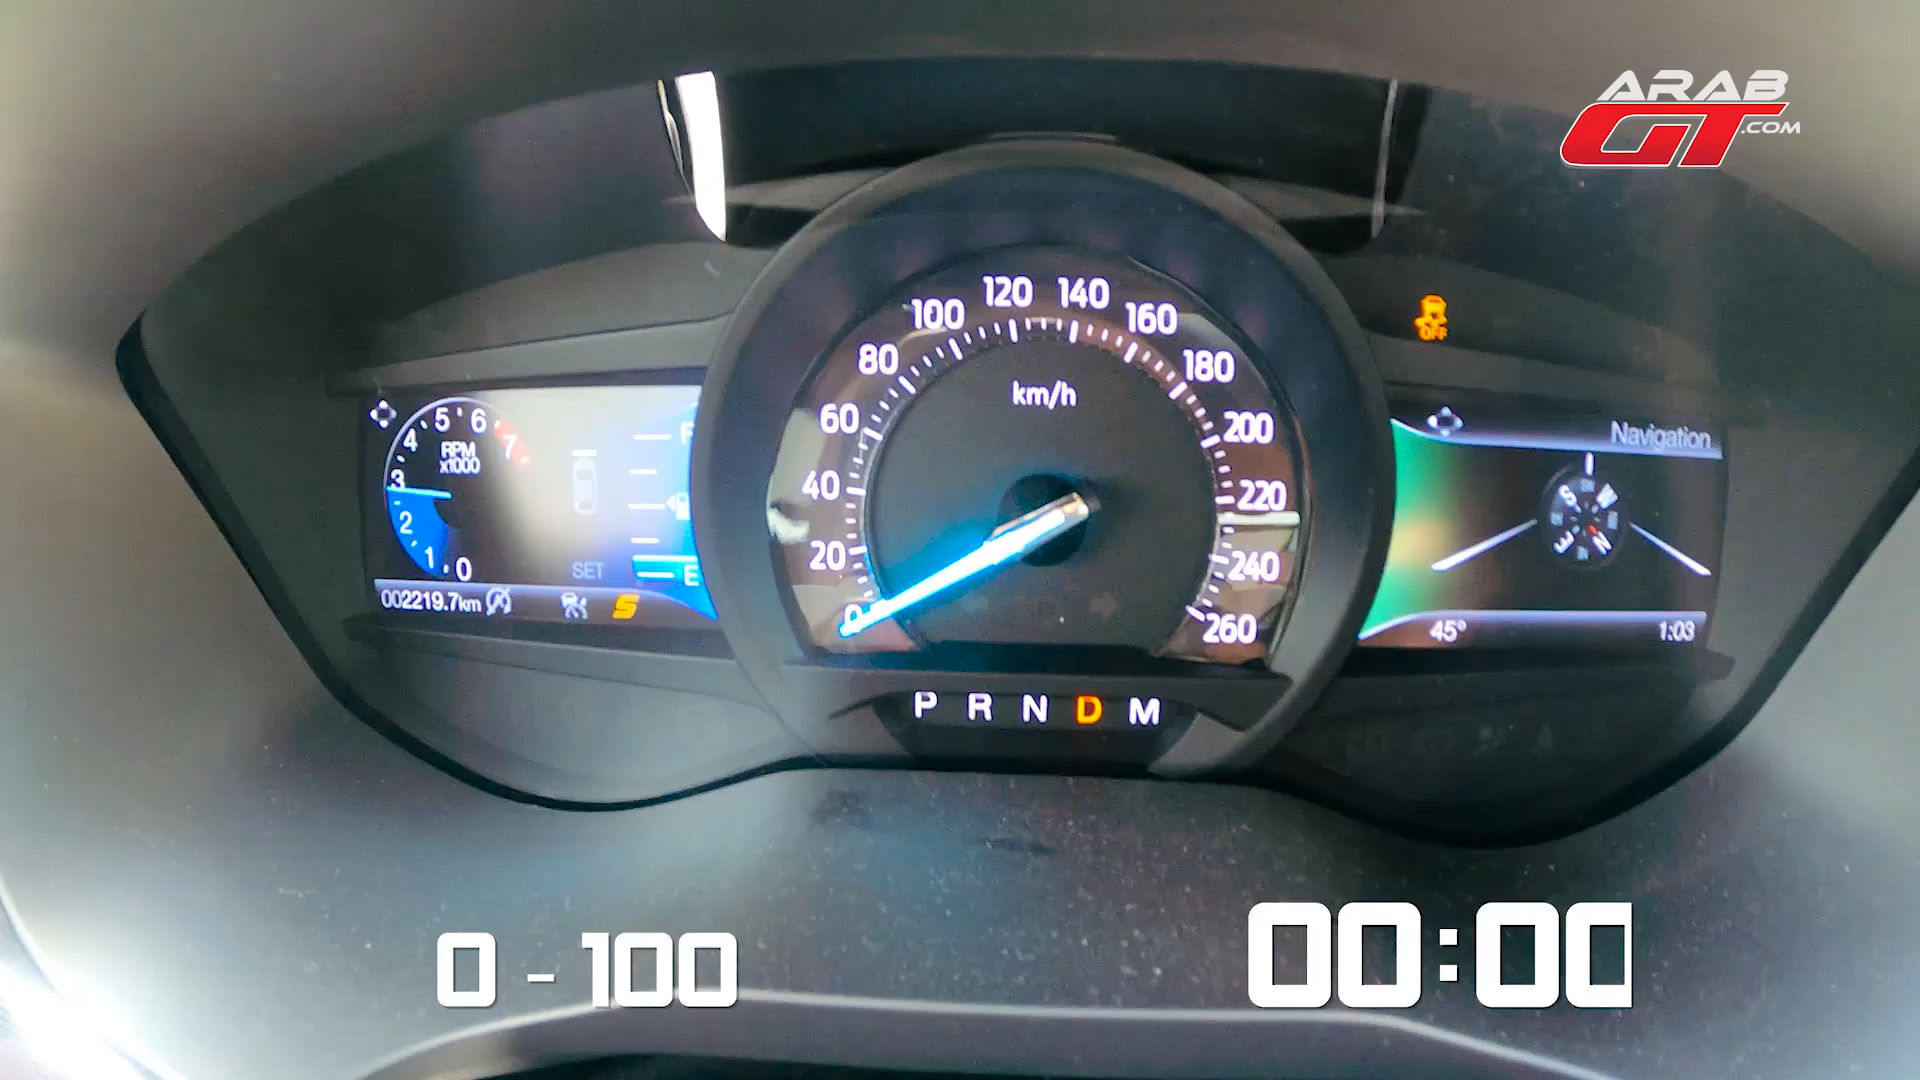 ARAB
GT.COM
120 140
100 160
80 180
km/h
60 200
40 220
20 240
0 260
5 6
4 7
RPM
x1000
3
2
1 0
F
SET
E
002219.7km
S
OFF
Navigation
S W
E N
45° 1:03
P R N D M
0 - 100
00:00